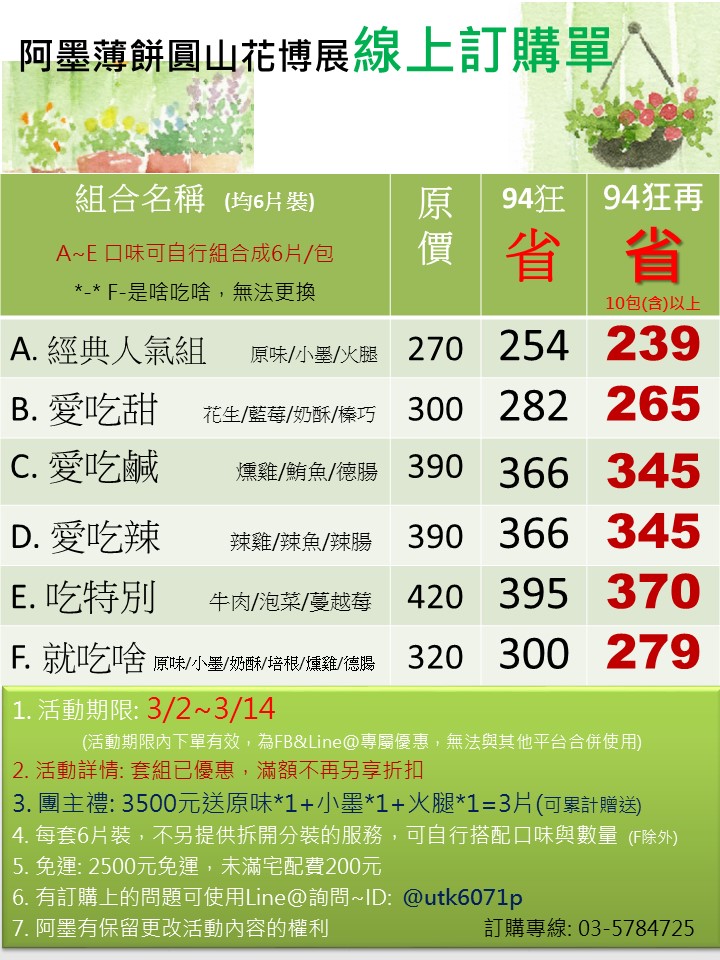 阿墨薄餅圓山花博展線上訂購單
組合名稱 (均6片裝) 原價 94狂省 94狂再省
A~E 口味可自行組合成6片/包
*-* F-是啥吃啥，無法更換 10包(含)以上
A. 經典人氣組 原味/小墨/火腿 270 254 239
B. 愛吃甜 花生/藍莓/奶酥/榛巧 300 282 265
C. 愛吃鹹 燻雞/鮪魚/德腸 390 366 345
D. 愛吃辣 辣雞/辣魚/辣腸 390 366 345
E. 吃特別 牛肉/泡菜/蔓越莓 420 395 370
F. 就吃啥 原味/小墨/奶酥/培根/燻雞/德腸 320 300 279
1. 活動期限: 3/2~3/14
(活動期限內下單有效，為FB&Line@專屬優惠，無法與其他平台合併使用)
2. 活動詳情: 套組已優惠，滿額不再另享折扣
3. 團主禮: 3500元送原味*1+小墨*1+火腿*1=3片(可累計贈送)
4. 每套6片裝，不另提供拆開分裝的服務，可自行搭配口味與數量 (F除外)
5. 免運: 2500元免運，未滿宅配費200元
6. 有訂購上的問題可使用Line@詢問~ID: @utk6071p
7. 阿墨有保留更改活動內容的權利 訂購專線: 03-5784725